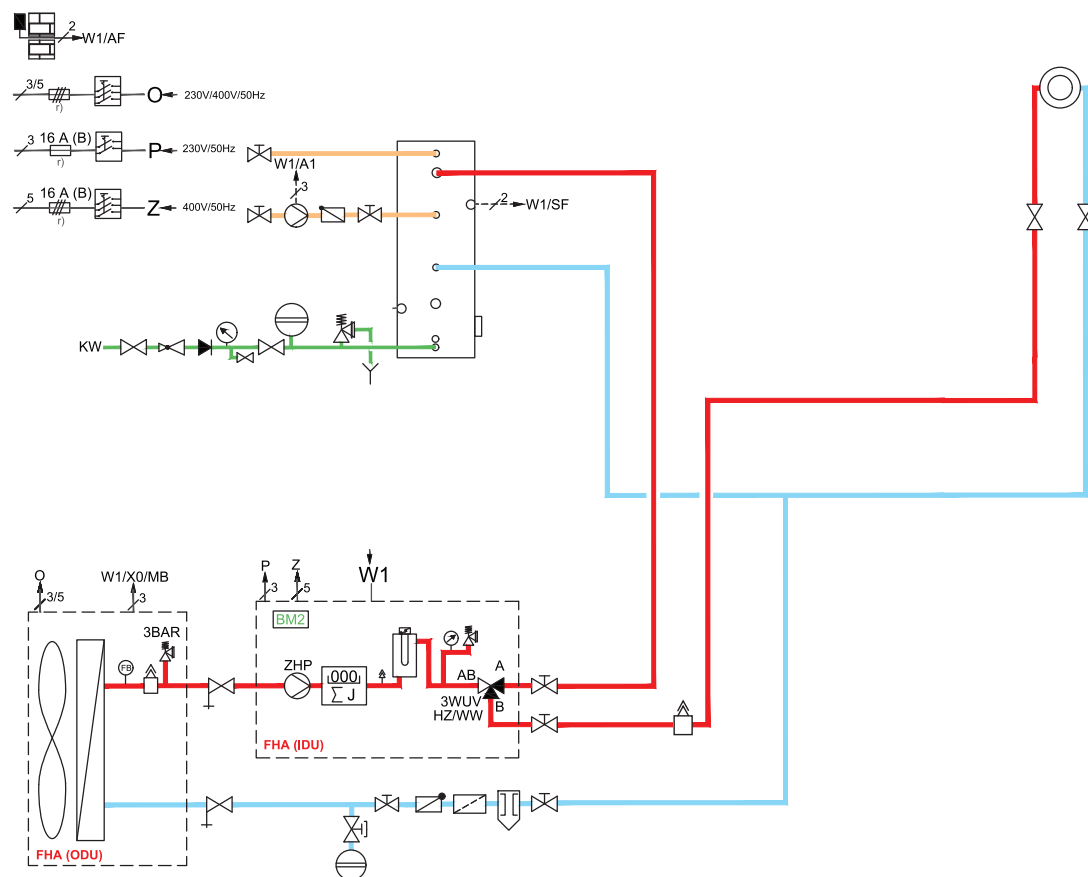 2
W1/AF
3/5
r)
O
230V/400V/50Hz
3
16 A (B)
r)
P
230V/50Hz
5
16 A (B)
r)
Z
400V/50Hz
W1/A1
3
2
W1/SF
KW
O
3/5
W1/X0/MB
3
3BAR
FB
FHA (ODU)
P
3
Z
5
W1
BM2
ZHP
000
∑ J
AB
A
B
3WUV
HZ/WW
FHA (IDU)